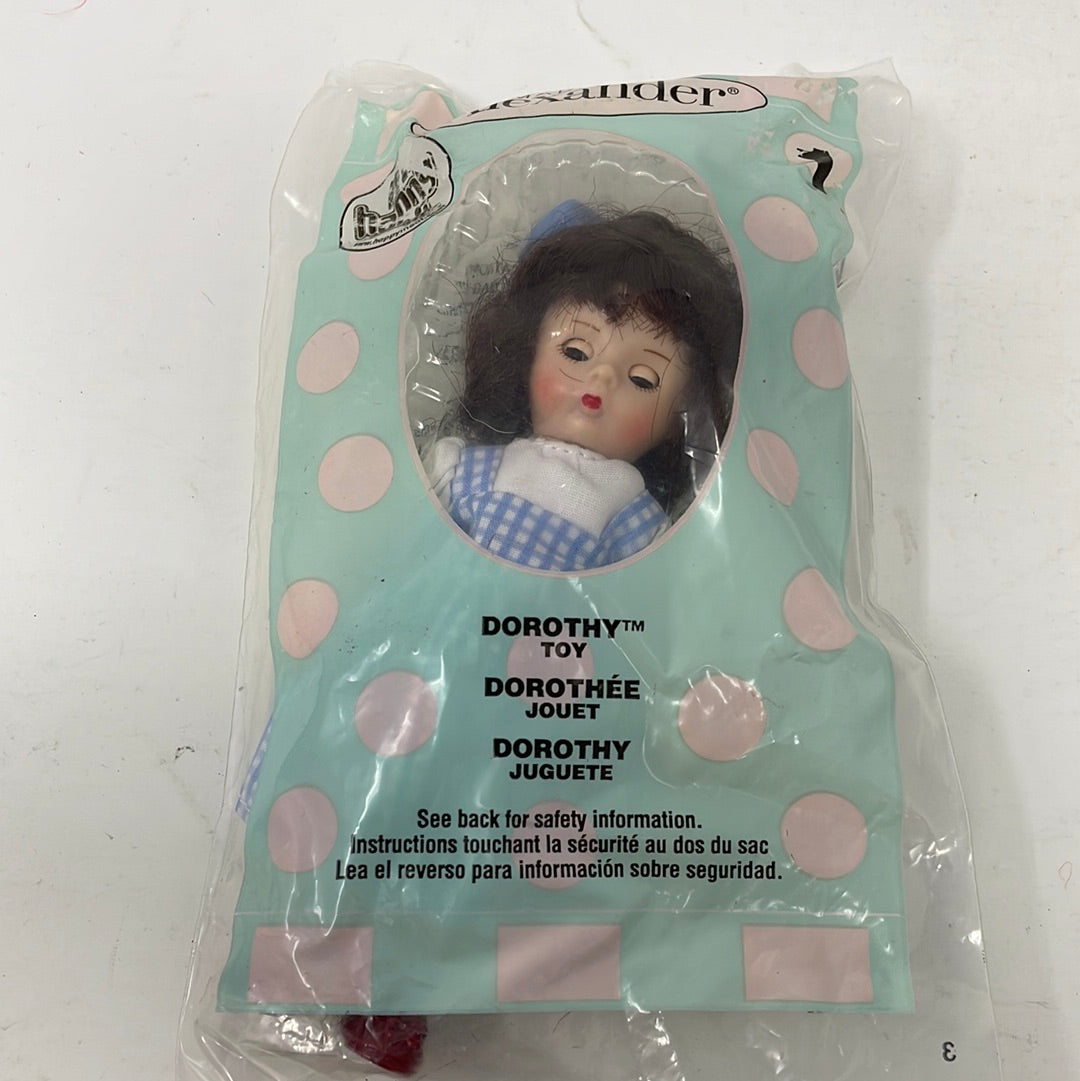 exander®
7
DOROTHY™
TOY
DOROTHÉE
JOUET
DOROTHY
JUGUETE
See back for safety information.
Instructions touchant la sécurité au dos du sac
Lea el reverso para información sobre seguridad.
3